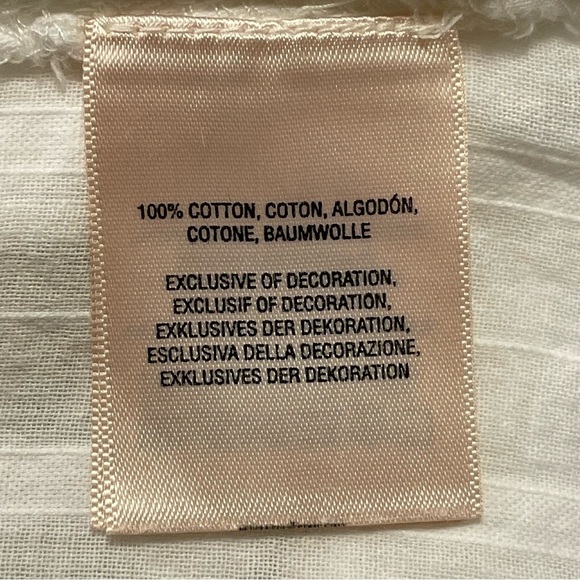 100% COTTON, COTON, ALGODÓN,
COTONE, BAUMWOLLE
EXCLUSIVE OF DECORATION,
EXCLUSIF OF DECORATION,
EXKLUSIVES DER DEKORATION,
ESCLUSIVA DELLA DECORAZIONE,
EXKLUSIVES DER DEKORATION